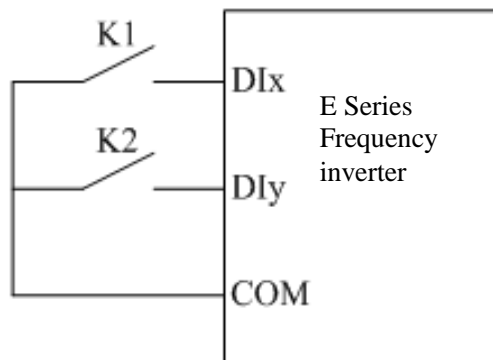 K1
DIx
E Series
Frequency
inverter
K2
DIy
COM